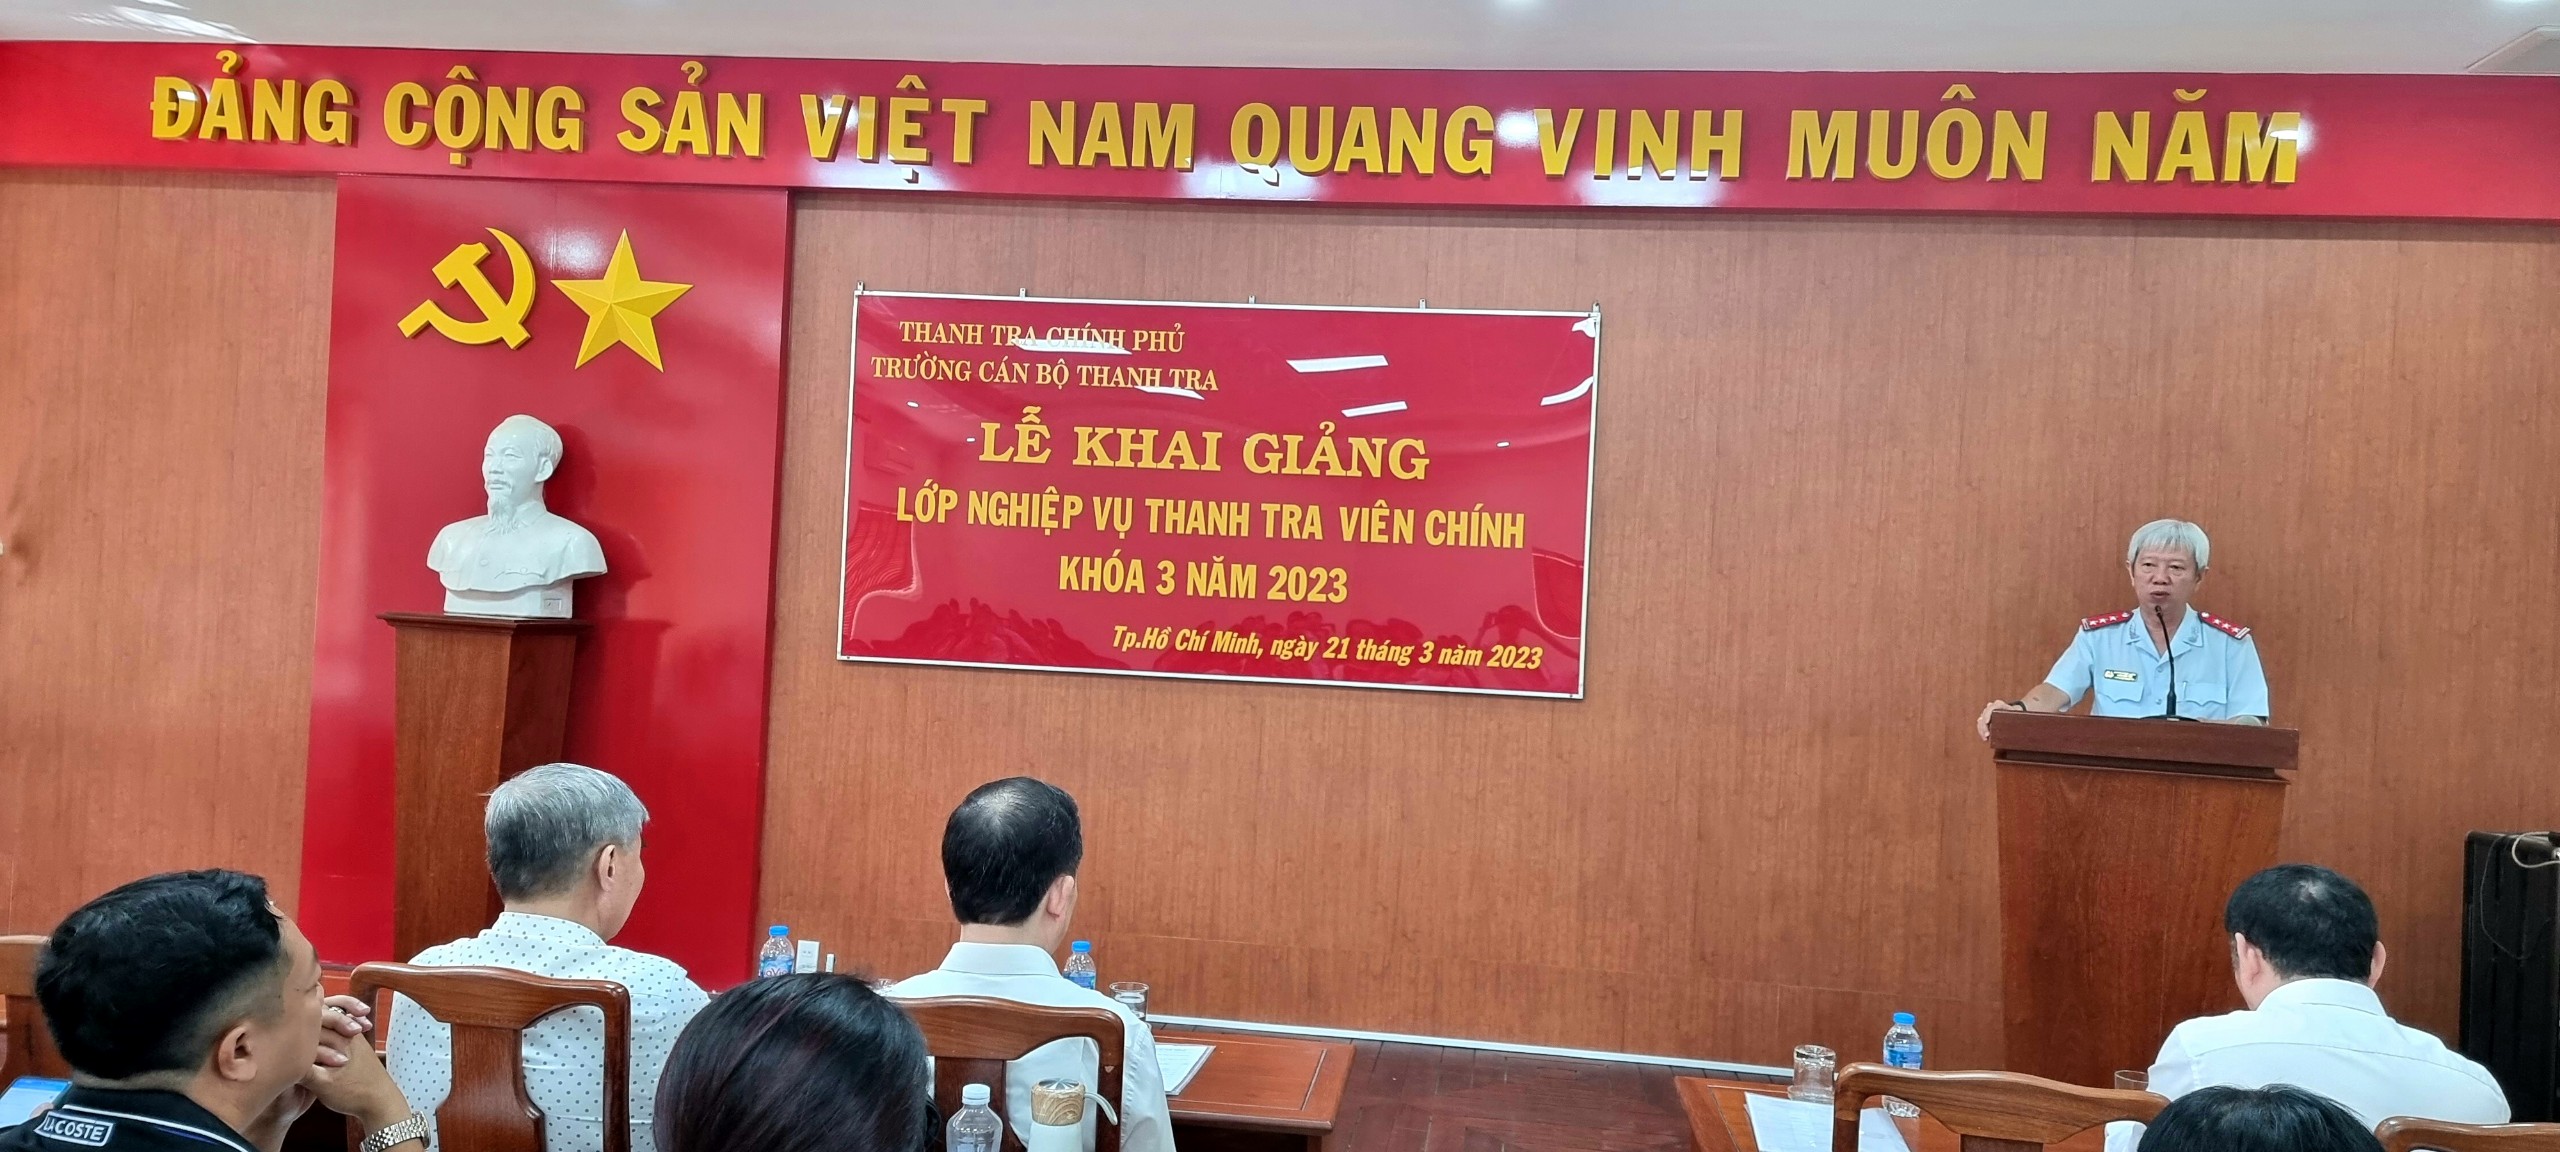 ĐẢNG CỘNG SẢN VIỆT NAM QUANG VINH MUÔN NĂM
THANH TRA CHÍNH PHỦ
TRƯỜNG CÁN BỘ THANH TRA
LỄ KHAI GIẢNG
LỚP NGHIỆP VỤ THANH TRA VIÊN CHÍNH
KHÓA 3 NĂM 2023
Tp.Hồ Chí Minh, ngày 21 tháng 3 năm 2023
LACOSTE